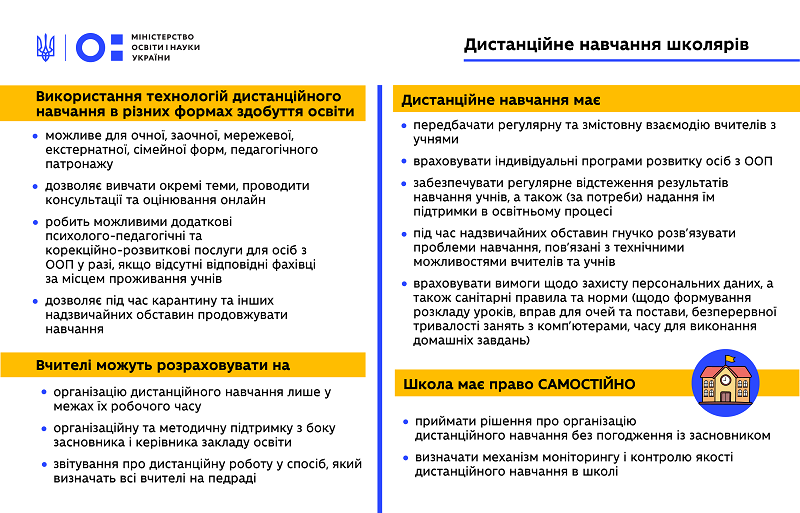 МІНІСТЕРСТВО
ОСВІТИ І НАУКИ
УКРАЇНИ
Дистанційне навчання школярів
Використання технологій дистанційного
навчання в різних формах здобуття освіти
• можливе для очної, заочної, мережевої,
екстернатної, сімейної форм, педагогічного
патронажу
• дозволяє вивчати окремі теми, проводити
консультації та оцінювання онлайн
• робить можливими додаткові
психолого-педагогічні та
корекційно-розвиткові послуги для осіб з
ООП у разі, якщо відсутні відповідні фахівці
за місцем проживання учнів
• дозволяє під час карантину та інших
надзвичайних обставин продовжувати
навчання
Вчителі можуть розраховувати на
• організацію дистанційного навчання лише у
межах їх робочого часу
• організаційну та методичну підтримку з боку
засновника і керівника закладу освіти
• звітування про дистанційну роботу у спосіб, який
визначать всі вчителі на педраді
Дистанційне навчання має
• передбачати регулярну та змістовну взаємодію вчителів з
учнями
• враховувати індивідуальні програми розвитку осіб з ООП
• забезпечувати регулярне відстеження результатів
навчання учнів, а також (за потреби) надання їм
підтримки в освітньому процесі
• під час надзвичайних обставин гнучко розв’язувати
проблеми навчання, пов’язані з технічними
можливостями вчителів та учнів
• враховувати вимоги щодо захисту персональних даних, а
також санітарні правила та норми (щодо формування
розкладу уроків, вправ для очей та постави, безперервної
тривалості занять з комп’ютерами, часу для виконання
домашніх завдань)
Школа має право САМОСТІЙНО
• приймати рішення про організацію
дистанційного навчання без погодження із засновником
• визначати механізм моніторингу і контролю якості
дистанційного навчання в школі